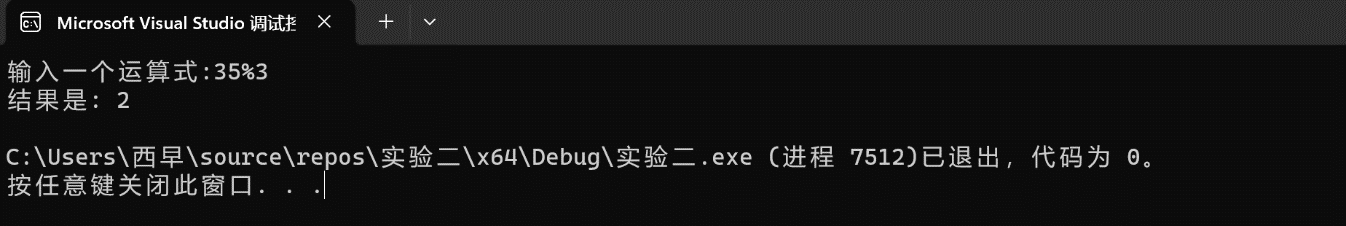 Microsoft Visual Studio 调试
输入一个运算式:35%3
结果是: 2
C:\Users\西早\source\repos\实验二\x64\Debug\实验二.exe (进程 7512)已退出，代码为 0。
按任意键关闭此窗口. . .